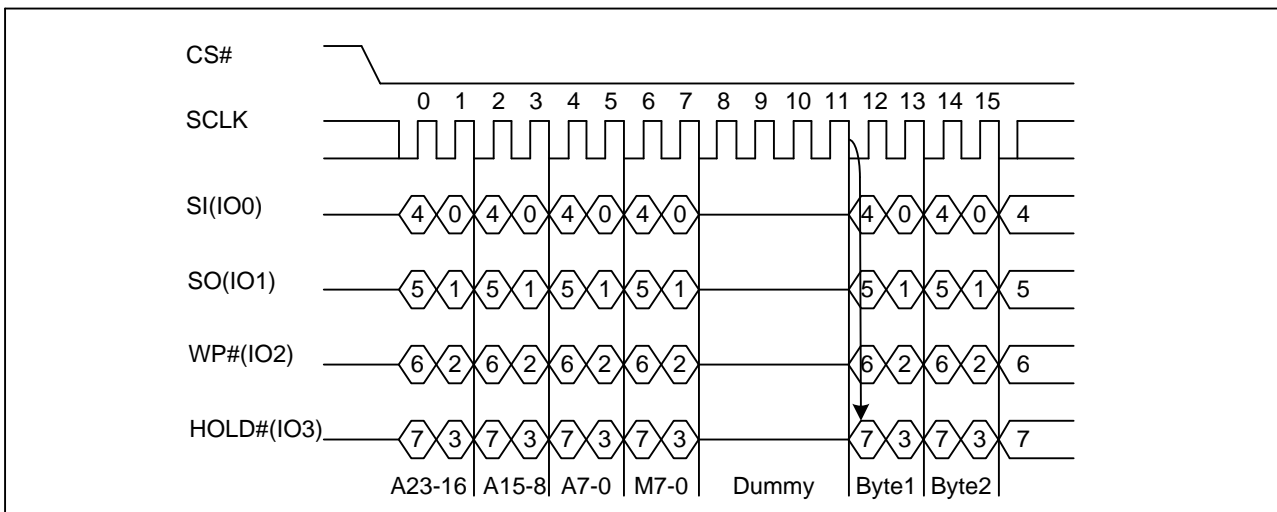 CS#
0 1 2 3 4 5 6 7 8 9 10 11 12 13 14 15
SCLK
SI(IO0) 4 0 4 0 4 0 4 0 4 0 4 0 4
SO(IO1) 5 1 5 1 5 1 5 1 5 1 5 1 5
WP#(IO2) 6 2 6 2 6 2 6 2 6 2 6 2 6
HOLD#(IO3) 7 3 7 3 7 3 7 3 7 3 7 3 7
A23-16 A15-8 A7-0 M7-0 Dummy Byte1 Byte2